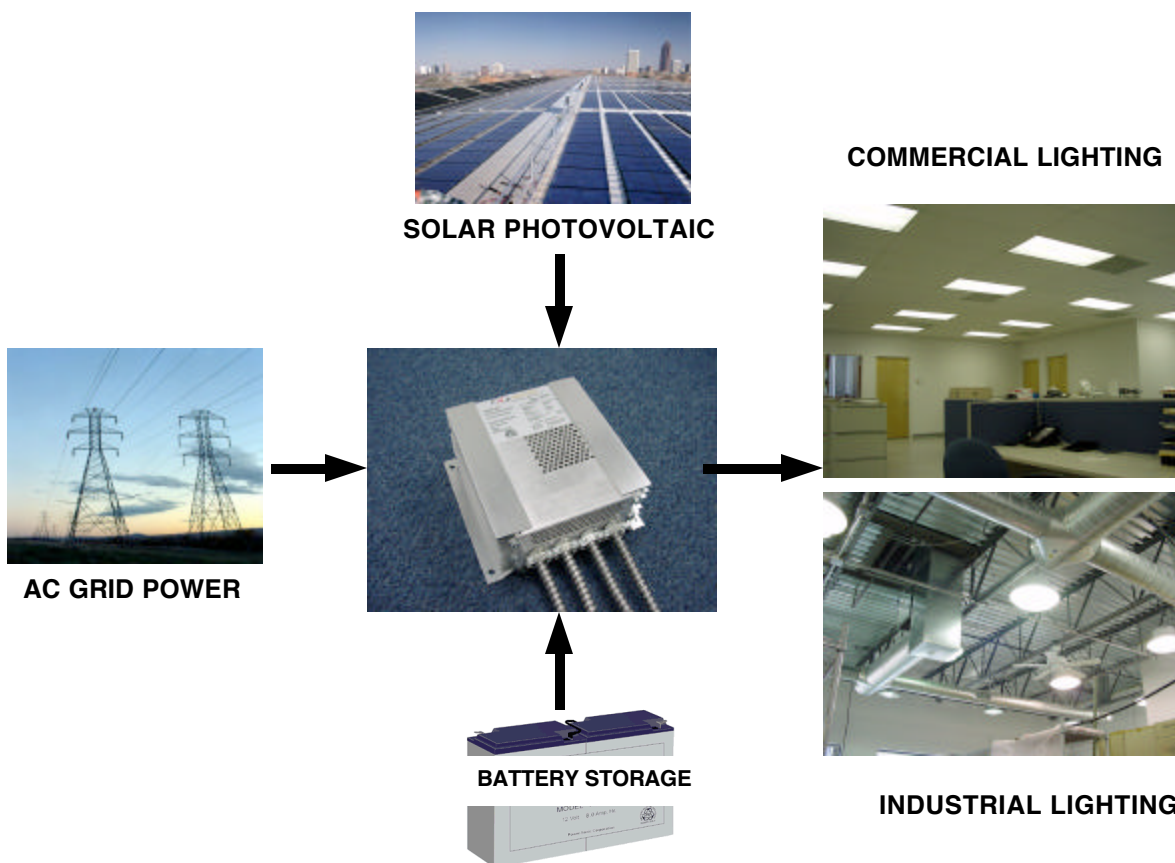 SOLAR PHOTOVOLTAIC
COMMERCIAL LIGHTING
AC GRID POWER
BATTERY STORAGE
INDUSTRIAL LIGHTING